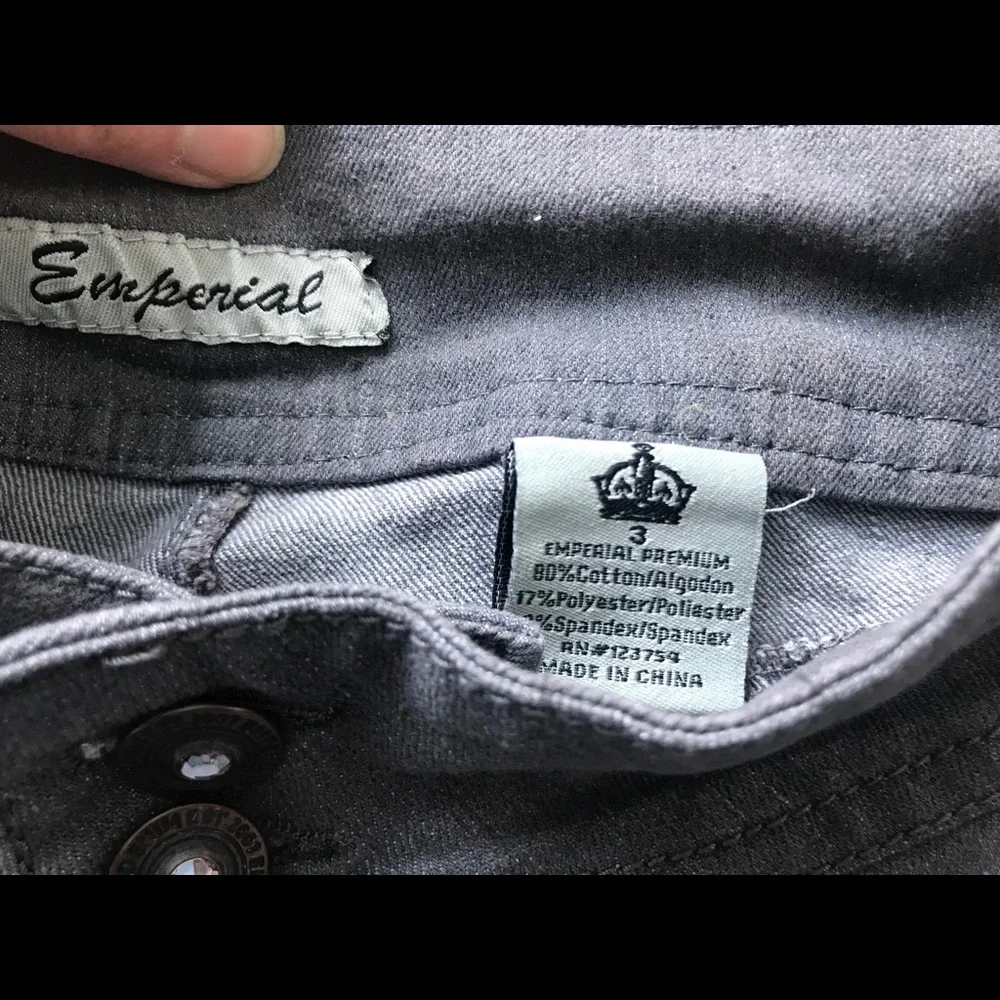 Emperial
3
EMPERIAL PREMIUM
80%Cotton/Algodon
17%Polyester/Poliester
%Spandex/Spandex
RN#123754
MADE IN CHINA